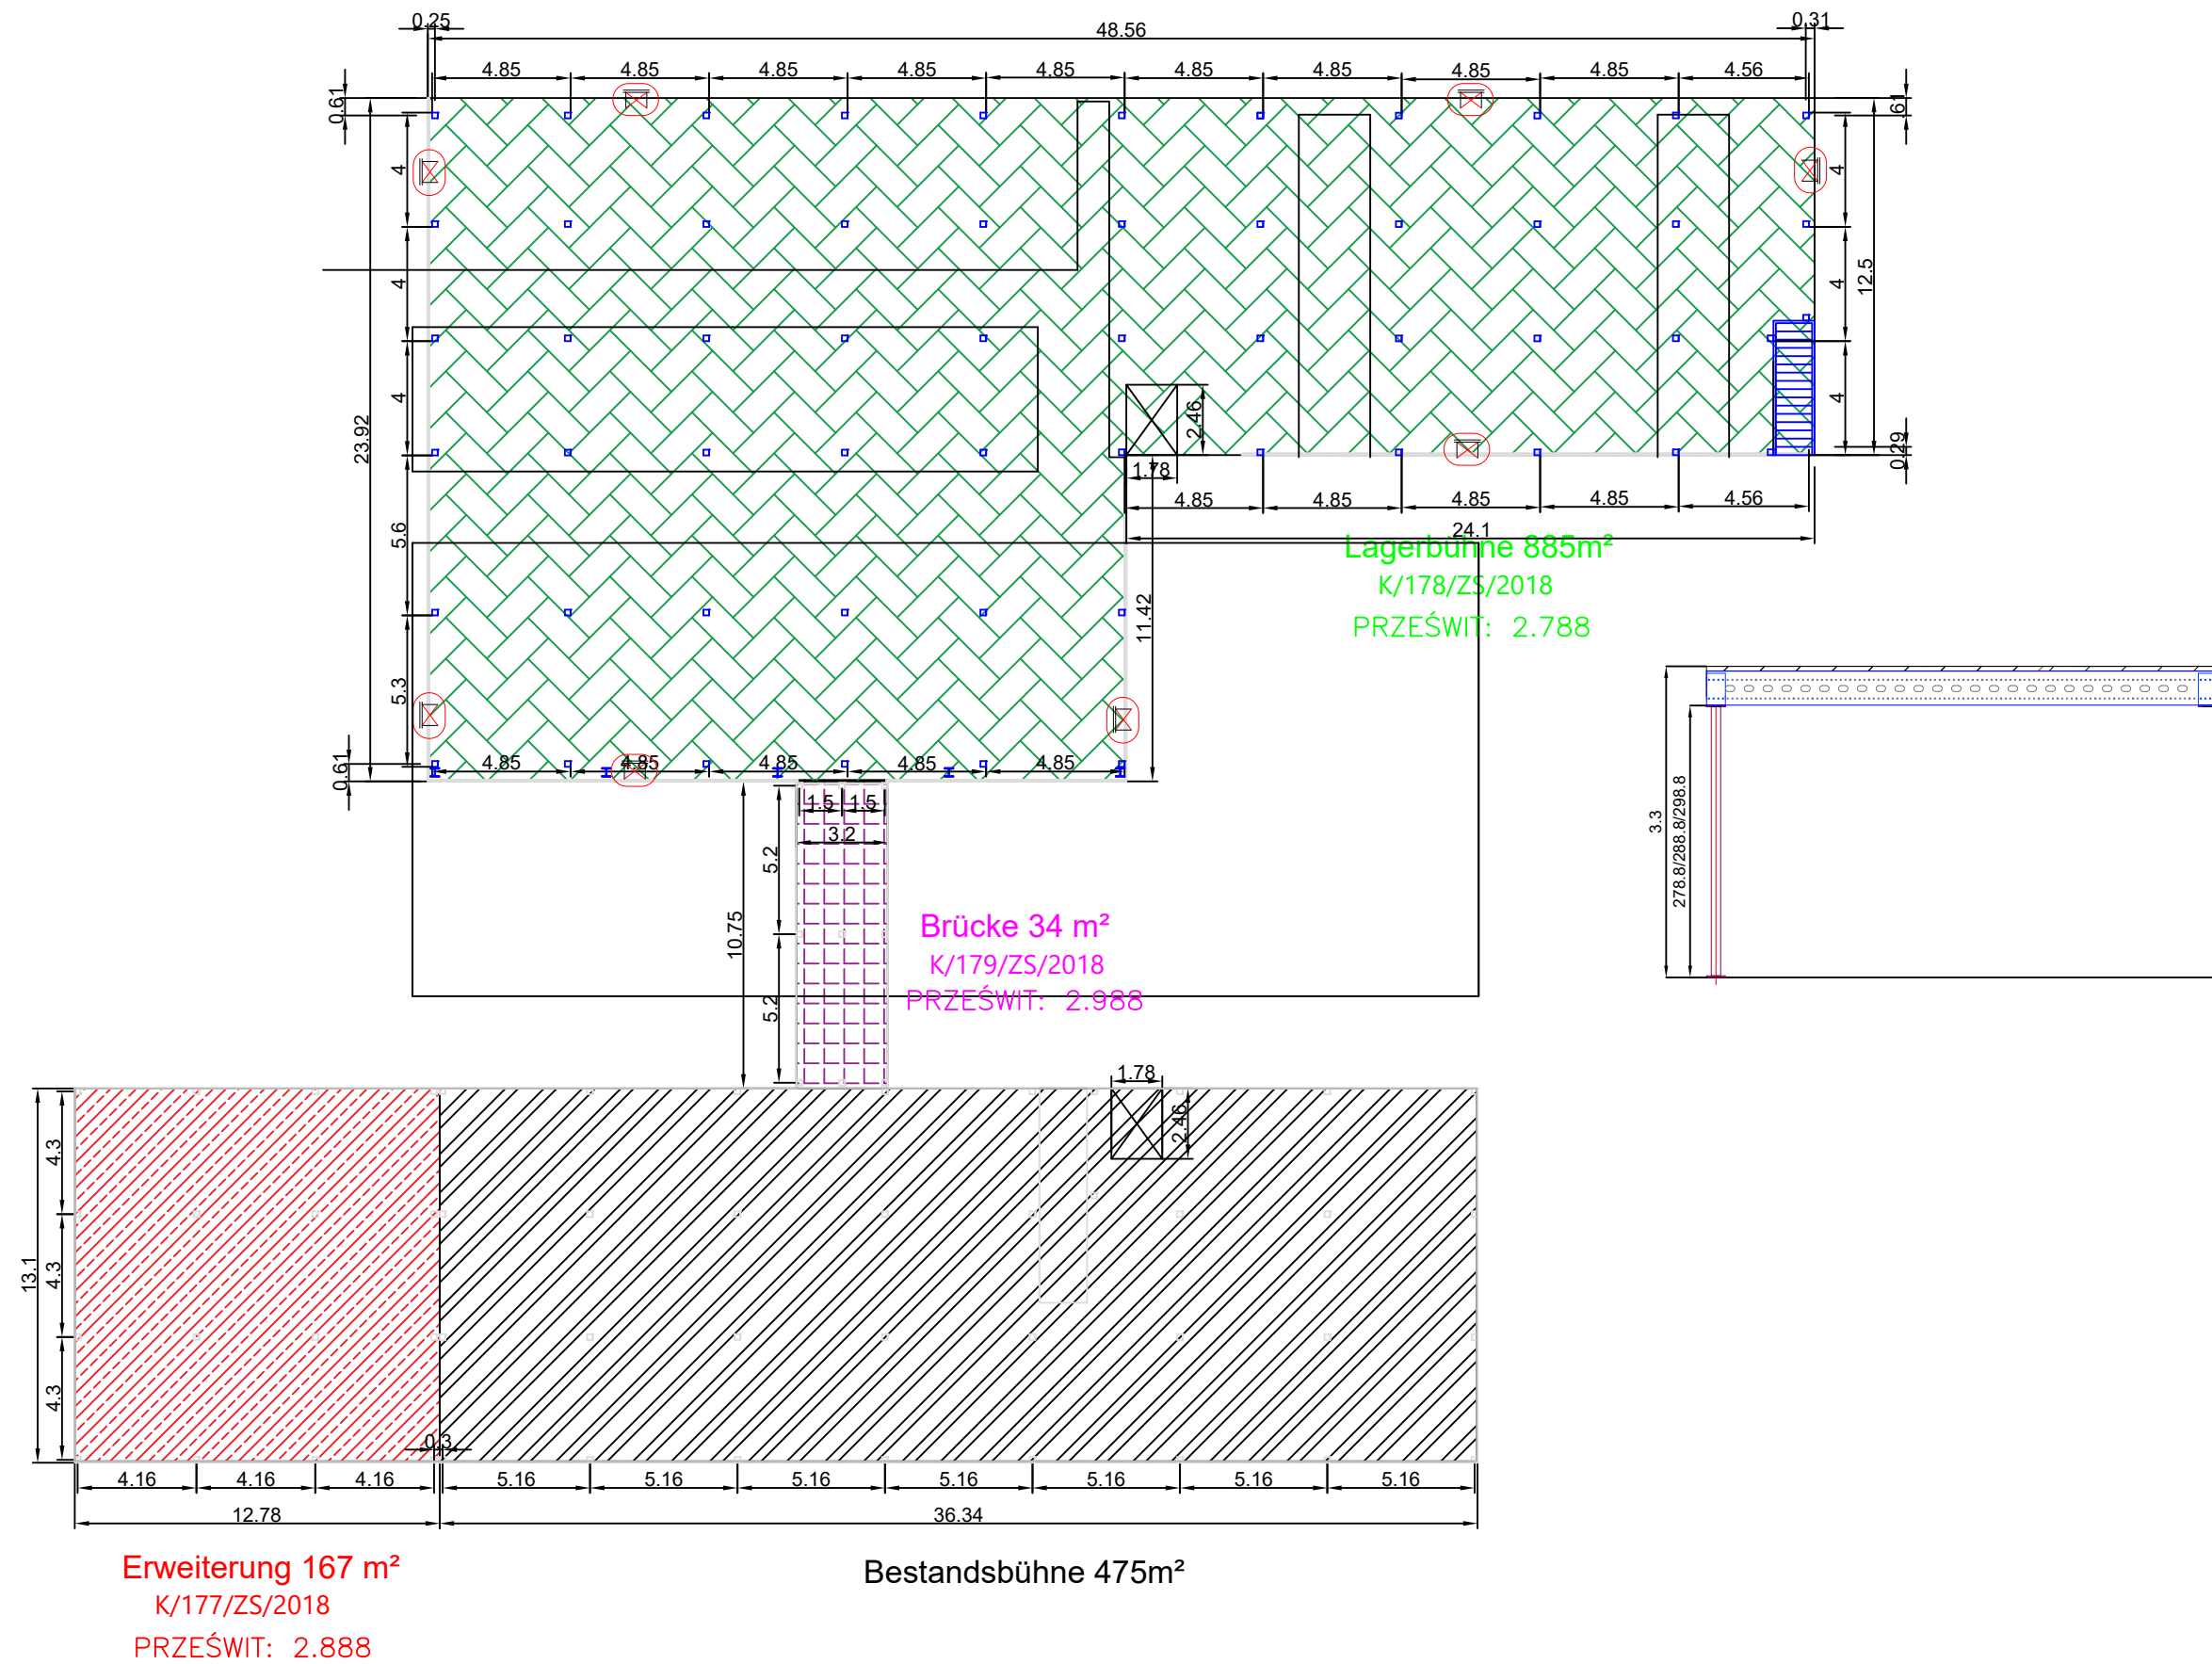 0.25
0.31
48.56
4.85 4.85 4.85 4.85 4.85 4.85 4.85 4.85 4.85 4.56
0.61
.61
4
4
4
4
12.5
4
4
23.92
2.46
0.29
1.78
4.85 4.85 4.85 4.85 4.56
24.1
5.6
Lagerbühne 885m²
K/178/ZS/2018
PRZEŚWIT: 2.788
11.42
5.3
0.61
4.85 4.85 4.85 4.85 4.85
1.5 1.5
3.2
5.2
3.3
278.8/288.8/298.8
10.75
Brücke 34 m²
K/179/ZS/2018
PRZEŚWIT: 2.988
5.2
1.78
2.46
4.3
13.1
4.3
4.3
0.3
4.16 4.16 4.16 5.16 5.16 5.16 5.16 5.16 5.16 5.16
12.78 36.34
Erweiterung 167 m²
K/177/ZS/2018
PRZEŚWIT: 2.888
Bestandsbühne 475m²